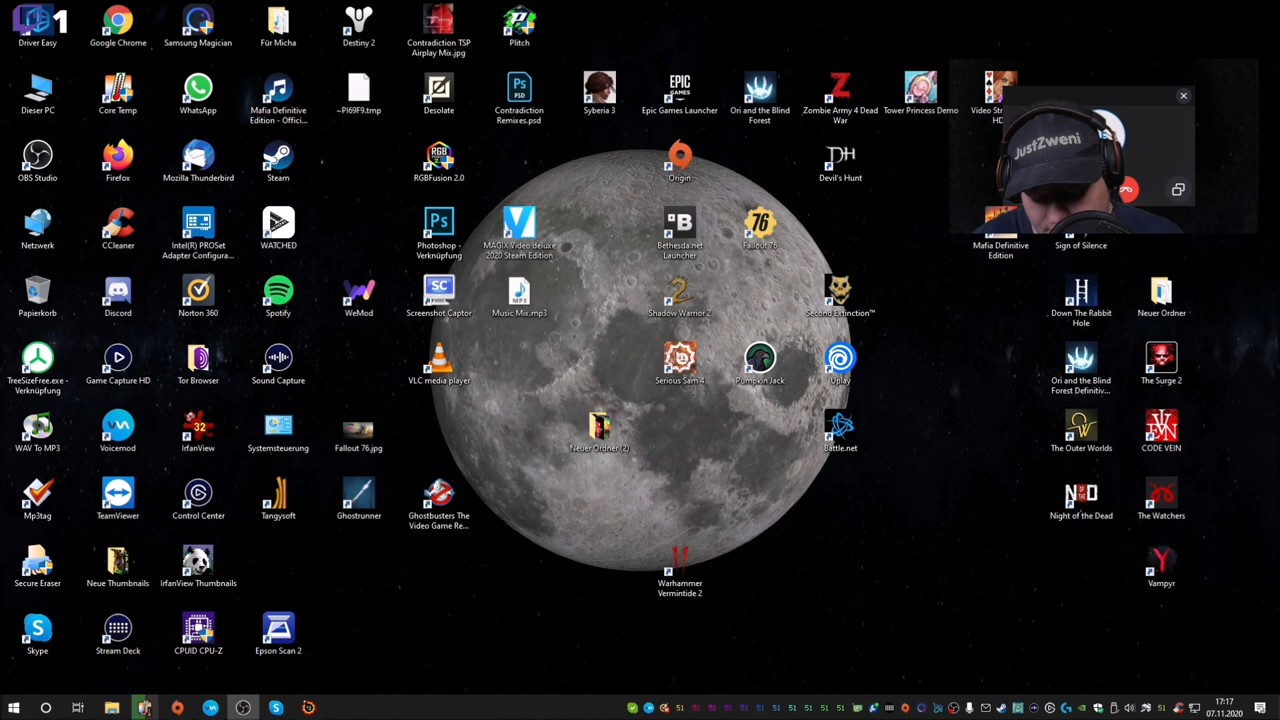 1
Driver Easy
Google Chrome
Samsung Magician
Für Micha
Destiny 2
Contradiction TSP
Airplay Mix.jpg
Plitch
Dieser PC
Core Temp
WhatsApp
Mafia Definitive
Edition - Offici...
~PI69F9.tmp
Desolate
Contradiction
Remixes.psd
Syberia 3
Epic Games Launcher
Ori and the Blind
Forest
Zombie Army 4 Dead
War
Tower Princess Demo
Video Str
HD
OBS Studio
Firefox
Mozilla Thunderbird
Steam
RGBFusion 2.0
Origin
Devil's Hunt
JustZweni
Netzwerk
CCleaner
Intel(R) PROSet
Adapter Configura...
WATCHED
Photoshop -
Verknüpfung
MAGIX Video deluxe
2020 Steam Edition
Bethesda.net
Launcher
Fallout 76
Mafia Definitive
Edition
Sign of Silence
Papierkorb
Discord
Norton 360
Spotify
WeMod
Screenshot Captor
Music Mix.mp3
Shadow Warrior 2
Second Extinction™
Down The Rabbit
Hole
Neuer Ordner
TreeSizeFree.exe -
Verknüpfung
Game Capture HD
Tor Browser
Sound Capture
VLC media player
Serious Sam 4
Pumpkin Jack
Uplay
Ori and the Blind
Forest Definitiv...
The Surge 2
WAV To MP3
Voicemod
IrfanView
Systemsteuerung
Fallout 76.jpg
Neuer Ordner (2)
Battle.net
The Outer Worlds
CODE VEIN
Mp3tag
TeamViewer
Control Center
Tangysoft
Ghostrunner
Ghostbusters The
Video Game Re...
Night of the Dead
The Watchers
Secure Eraser
Neue Thumbnails
IrfanView Thumbnails
Warhammer
Vermintide 2
Vampyr
Skype
Stream Deck
CPUID CPU-Z
Epson Scan 2
17:17
07.11.2020